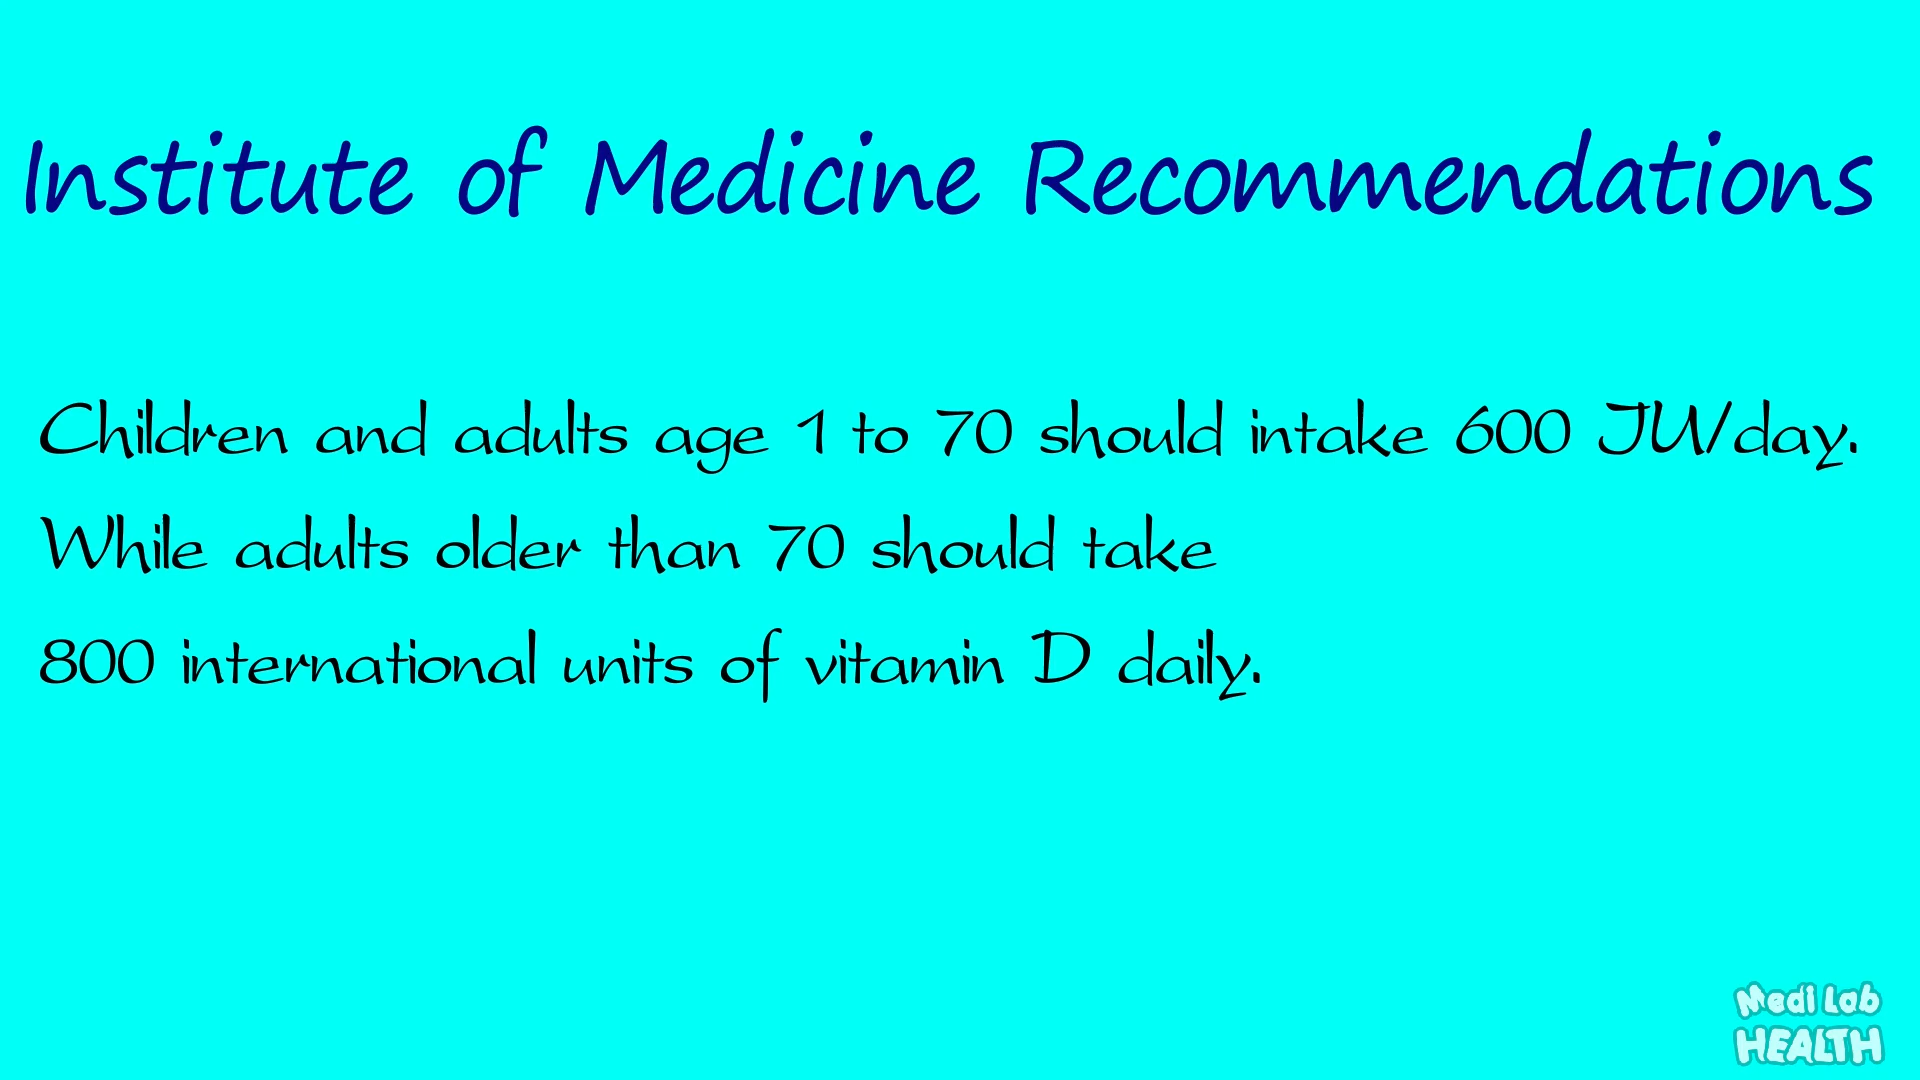 Institute of Medicine Recommendations
Children and adults age 1 to 70 should intake 600 IU/day.
While adults older than 70 should take
800 international units of vitamin D daily.
Medi Lab
HEALTH